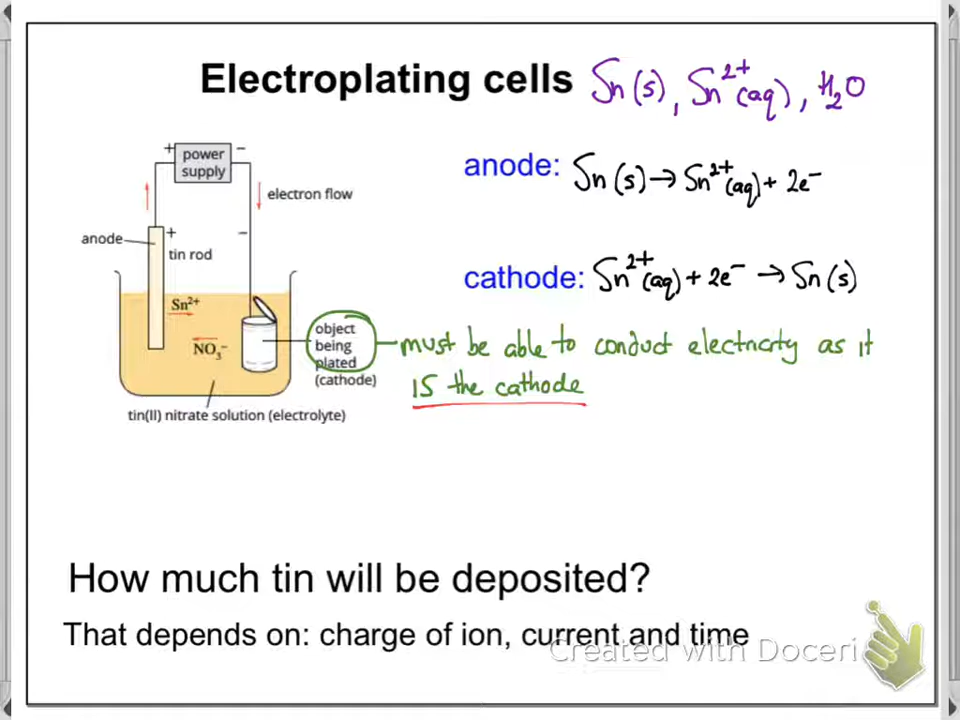 Electroplating cells Sn(s), Sn²⁺(aq), H₂O
+ power supply −
electron flow
anode
+
−
tin rod
Sn²⁺
NO₃⁻
object
being
plated
(cathode)
tin(II) nitrate solution (electrolyte)
anode: Sn(s) → Sn²⁺(aq) + 2e⁻
cathode: Sn²⁺(aq) + 2e⁻ → Sn(s)
must be able to conduct electricity as it
is the cathode
How much tin will be deposited?
That depends on: charge of ion, current and time
Created with Doceri